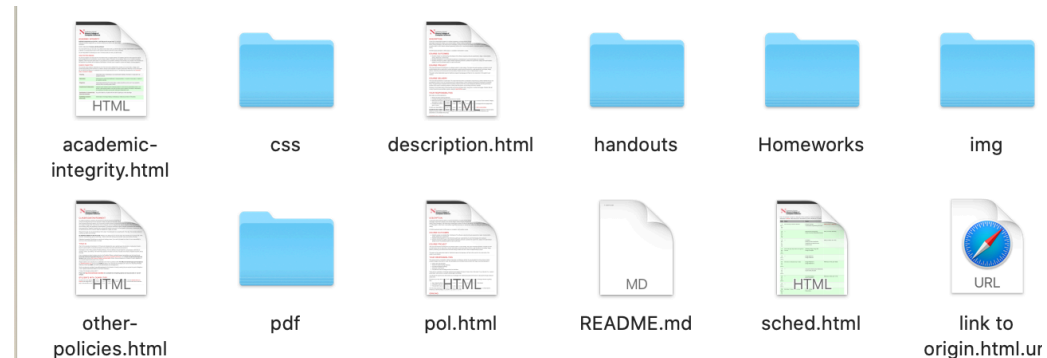 HTML
HTML
academic-
integrity.html
css
description.html
handouts
Homeworks
img
HTML
HTML
MD
HTML
URL
other-
policies.html
pdf
pol.html
README.md
sched.html
link to
origin.html.ur